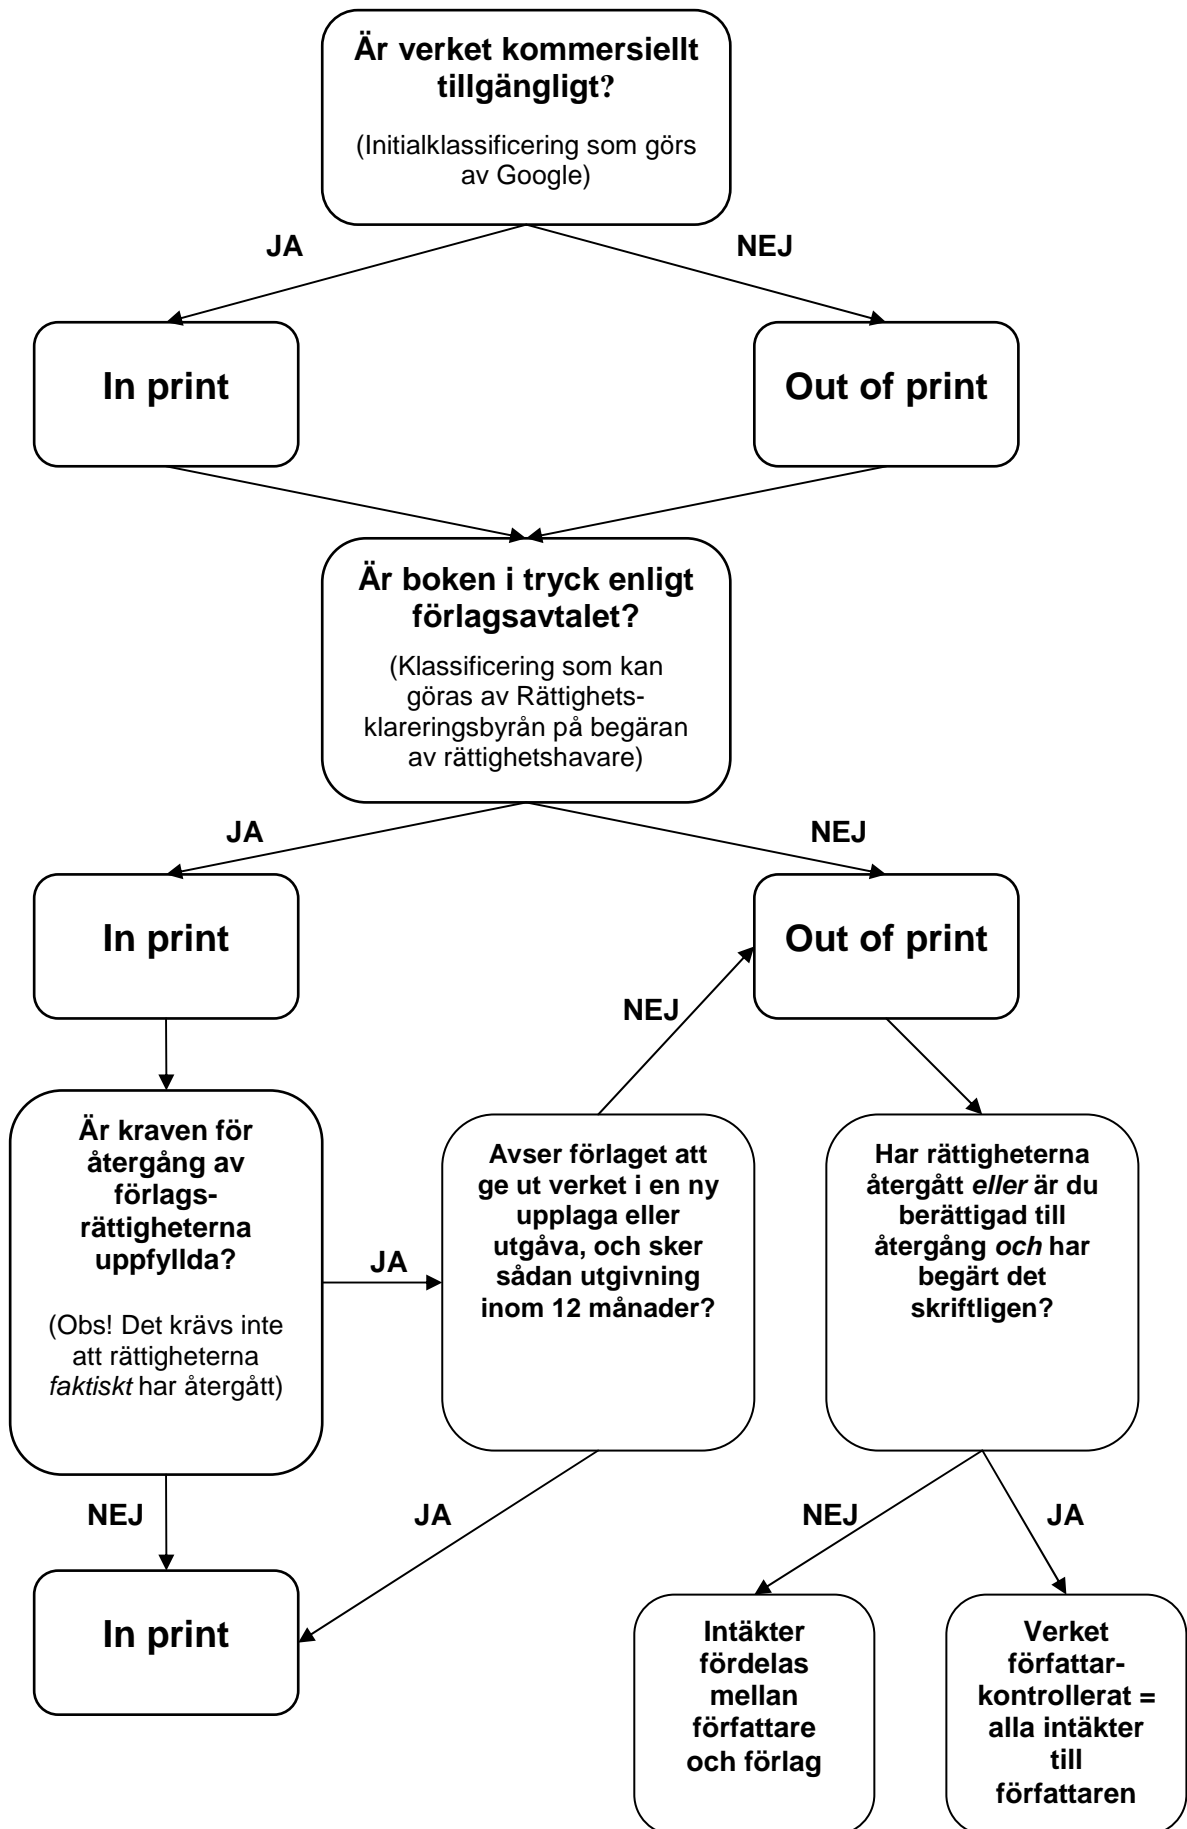 Är verket kommersiellt
tillgängligt?
(Initialklassificering som görs
av Google)
JA
NEJ
In print
Out of print
Är boken i tryck enligt
förlagsavtalet?
(Klassificering som kan
göras av Rättighets-
klareringsbyrån på begäran
av rättighetshavare)
JA
NEJ
In print
Out of print
NEJ
Är kraven för
återgång av
förlags-
rättigheterna
uppfyllda?
(Obs! Det krävs inte
att rättigheterna
faktiskt har återgått)
JA
Avser förlaget att
ge ut verket i en ny
upplaga eller
utgåva, och sker
sådan utgivning
inom 12 månader?
Har rättigheterna
återgått eller är du
berättigad till
återgång och har
begärt det
skriftligen?
NEJ
JA
NEJ
JA
In print
Intäkter
fördelas
mellan
författare
och förlag
Verket
författar-
kontrollerat =
alla intäkter
till
författaren